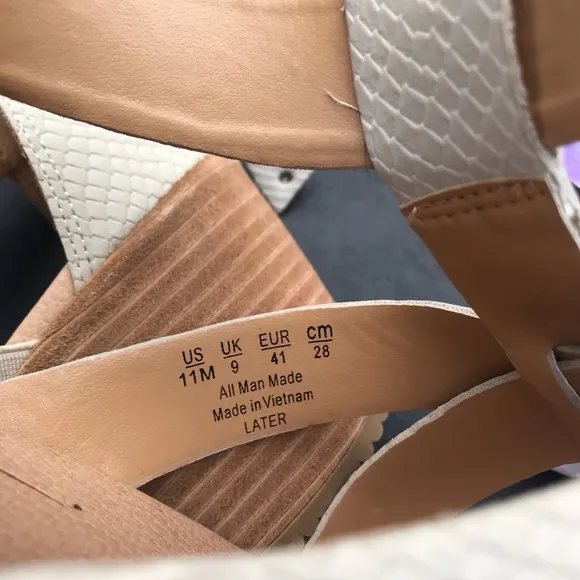 US UK EUR cm
11M 9 41 28
All Man Made
Made in Vietnam
LATER